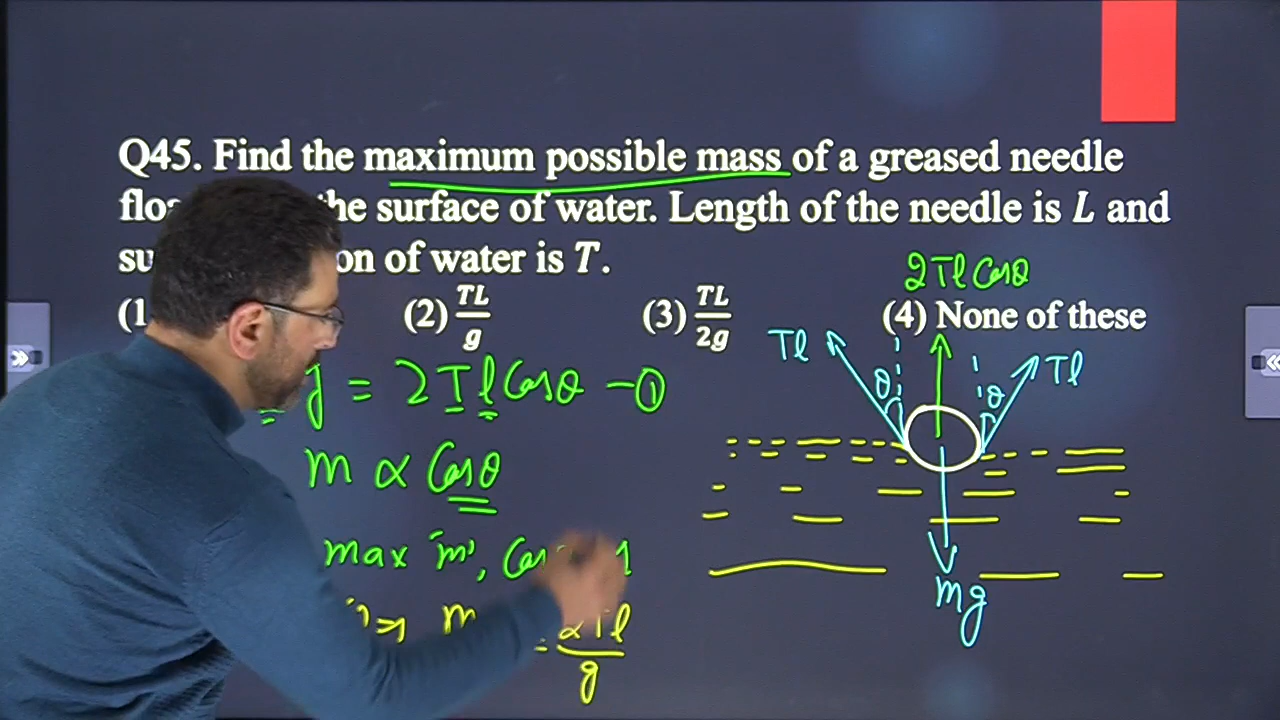 Q45. Find the maximum possible mass of a greased needle
the surface of water. Length of the needle is L and
on of water is T.
(1 (2) TL/g (3) TL/2g (4) None of these
2Tl Cosθ
Tl Tl
θ θ
g = 2Tl Cosθ -①
m ∝ Cosθ
max "m",
m = 2Tl/g
mg